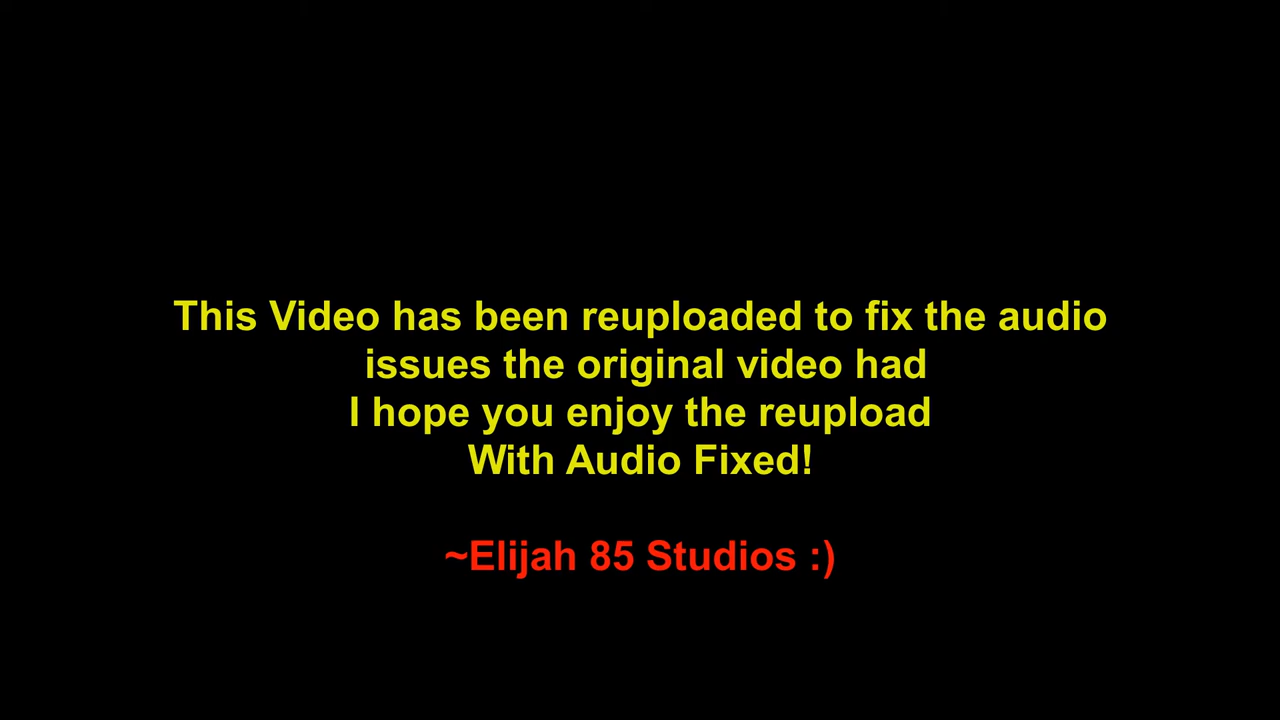 This Video has been reuploaded to fix the audio
issues the original video had
I hope you enjoy the reupload
With Audio Fixed!
~Elijah 85 Studios :)